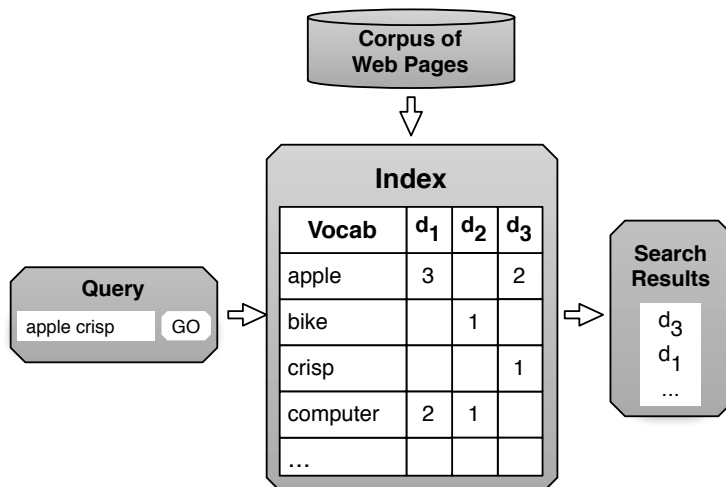 Corpus of
Web Pages
Index
Vocab d1 d2 d3
apple 3 2
bike 1
crisp 1
computer 2 1
...
Query
apple crisp GO
Search
Results
d3
d1
...